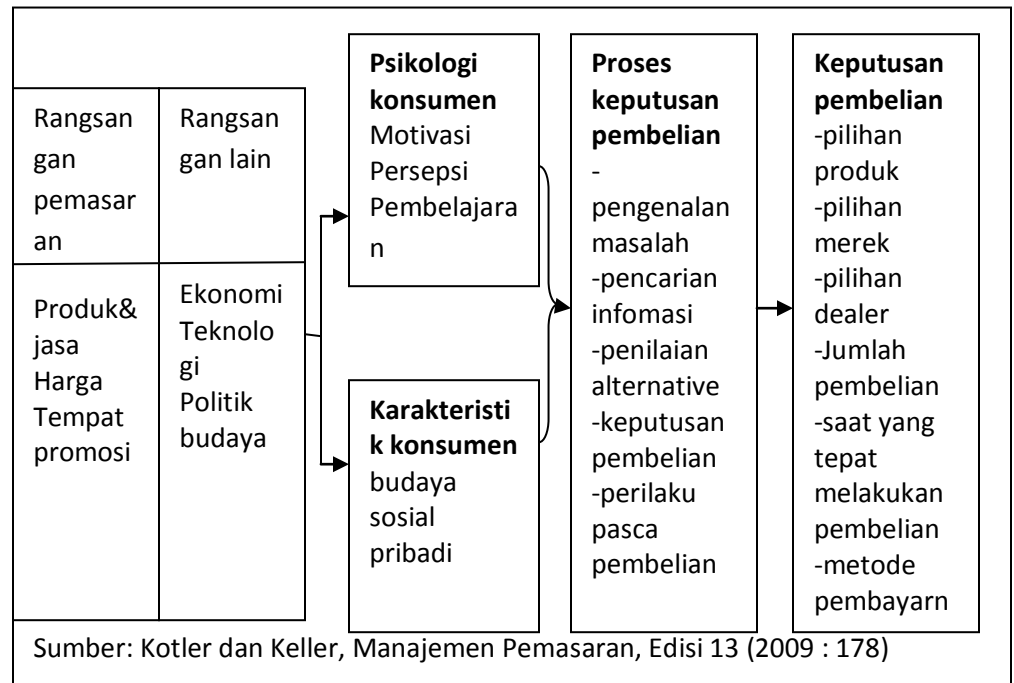 Rangsan
gan
pemasar
an
Rangsan
gan lain
Produk&
jasa
Harga
Tempat
promosi
Ekonomi
Teknolo
gi
Politik
budaya
Psikologi
konsumen
Motivasi
Persepsi
Pembelajara
n
Karakteristi
k konsumen
budaya
sosial
pribadi
Proses
keputusan
pembelian
-
pengenalan
masalah
-pencarian
infomasi
-penilaian
alternative
-keputusan
pembelian
-perilaku
pasca
pembelian
Keputusan
pembelian
-pilihan
produk
-pilihan
merek
-pilihan
dealer
-Jumlah
pembelian
-saat yang
tepat
melakukan
pembelian
-metode
pembayarn
Sumber: Kotler dan Keller, Manajemen Pemasaran, Edisi 13 (2009 : 178)